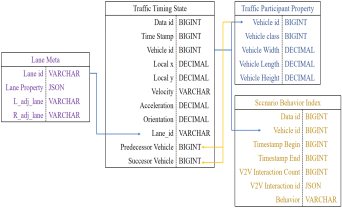 Lane Meta
Lane id VARCHAR
Lane Property JSON
L_adj_lane VARCHAR
R_adj_lane VARCHAR
Traffic Timing State
Data id BIGINT
Time Stamp BIGINT
Vehicle id BIGINT
Local x DECIMAL
Local y DECIMAL
Velocity VARCHAR
Acceleration DECIMAL
Orientation DECIMAL
Lane_id VARCHAR
Predecessor Vehicle BIGINT
Succesor Vehicle BIGINT
Traffic Participant Property
Vehicle id BIGINT
Vehicle class BIGINT
Vehicle Width DECIMAL
Vehicle Length DECIMAL
Vehicle Height DECIMAL
Scenario Behavior Index
Data id BIGINT
Vehicle id BIGINT
Timestamp Begin BIGINT
Timestamp End BIGINT
V2V Interaction Count BIGINT
V2V Interaction id JSON
Behavior VARCHAR